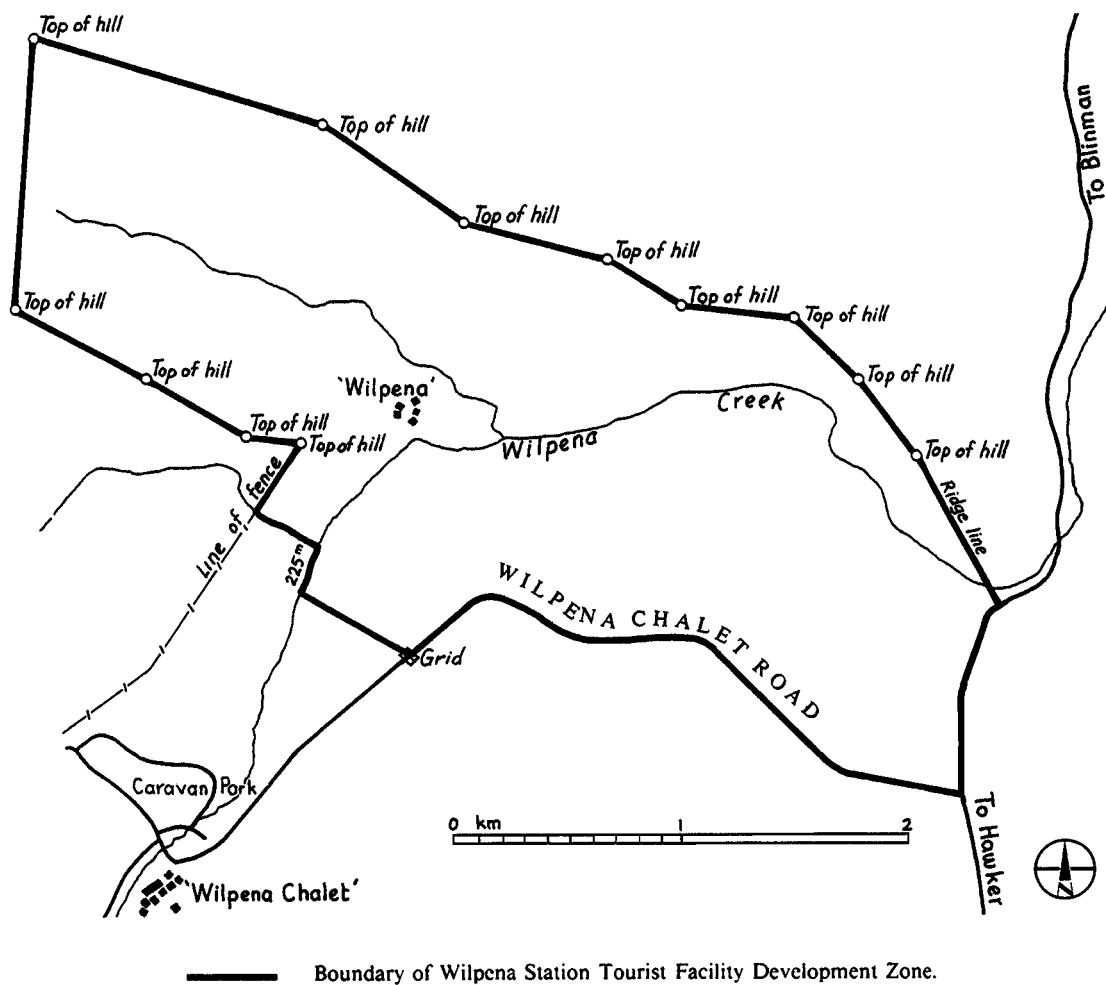 Top of hill
Top of hill
To Blinman
Top of hill
Top of hill
Top of hill
Top of hill
Top of hill
Top of hill
Top of hill
'Wilpena'
Creek
Top of hill
Top of hill
Wilpena
Top of hill
Line of fence
Ridge line
225m
WILPENA CHALET ROAD
Grid
Caravan Park
0 km 1 2
To Hawker
N
'Wilpena Chalet'
Boundary of Wilpena Station Tourist Facility Development Zone.